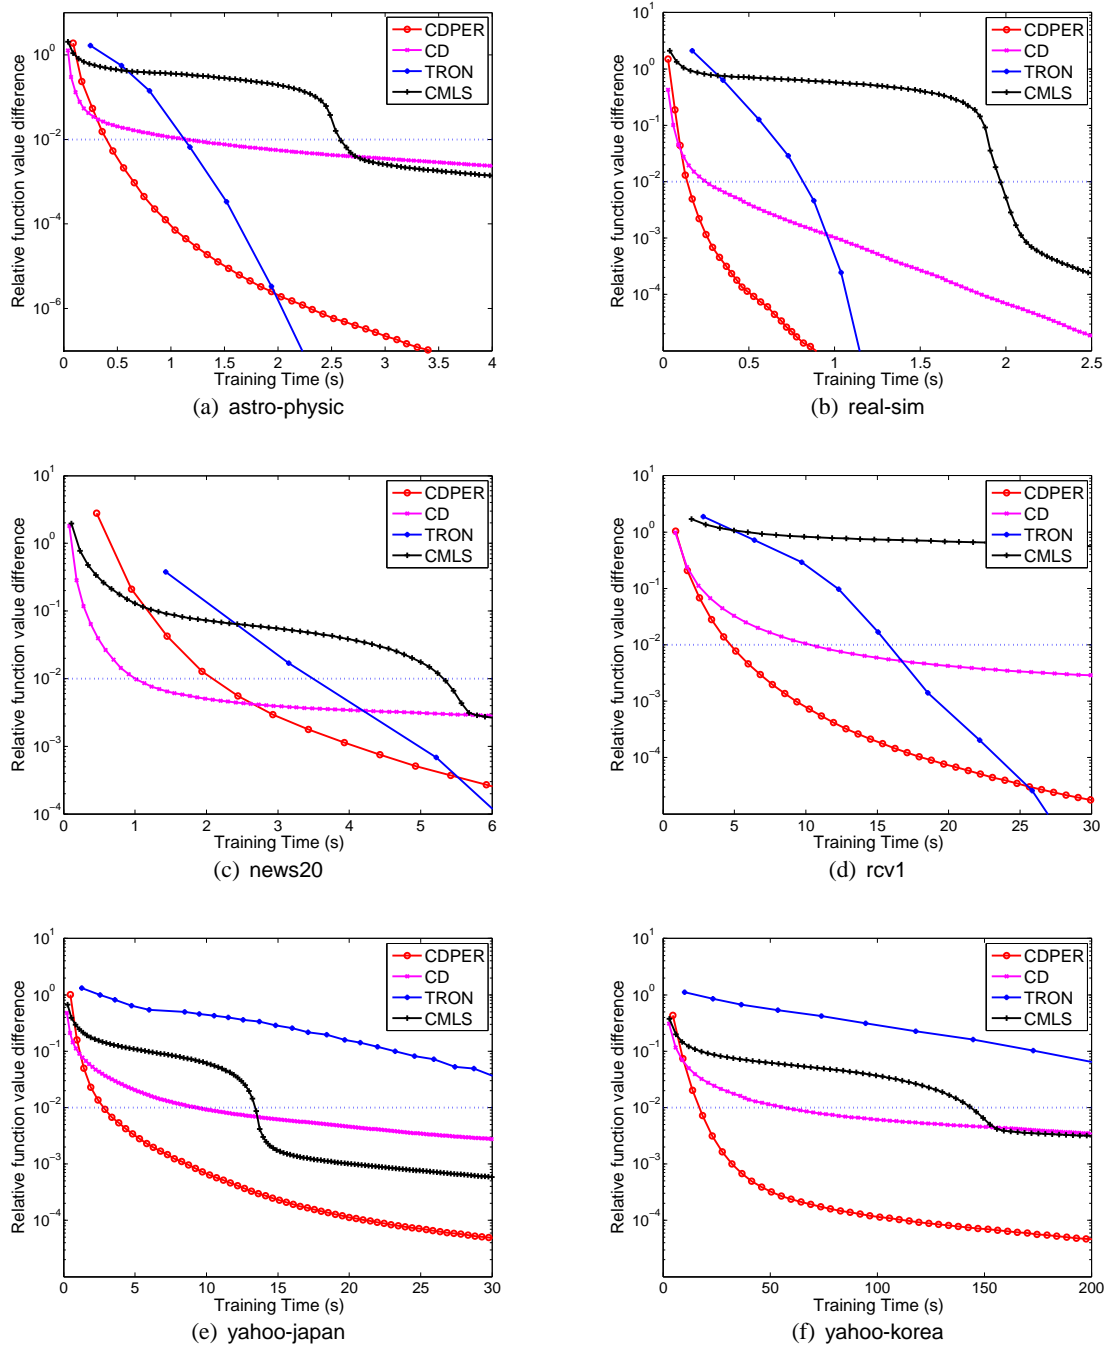 CDPER
CD
TRON
CMLS
Relative function value difference
10^0
10^-2
10^-4
10^-6
0 0.5 1 1.5 2 2.5 3 3.5 4
Training Time (s)
(a) astro-physic
CDPER
CD
TRON
CMLS
Relative function value difference
10^2
10^1
10^0
10^-1
10^-2
10^-3
10^-4
0 0.5 1 1.5 2 2.5
Training Time (s)
(b) real-sim
CDPER
CD
TRON
CMLS
Relative function value difference
10^1
10^0
10^-1
10^-2
10^-3
10^-4
0 1 2 3 4 5 6
Training Time (s)
(c) news20
CDPER
CD
TRON
CMLS
Relative function value difference
10^1
10^0
10^-1
10^-2
10^-3
10^-4
0 5 10 15 20 25 30
Training Time (s)
(d) rcv1
CDPER
CD
TRON
CMLS
Relative function value difference
10^1
10^0
10^-1
10^-2
10^-3
10^-4
0 5 10 15 20 25 30
Training Time (s)
(e) yahoo-japan
CDPER
CD
TRON
CMLS
Relative function value difference
10^1
10^0
10^-1
10^-2
10^-3
10^-4
0 50 100 150 200
Training Time (s)
(f) yahoo-korea